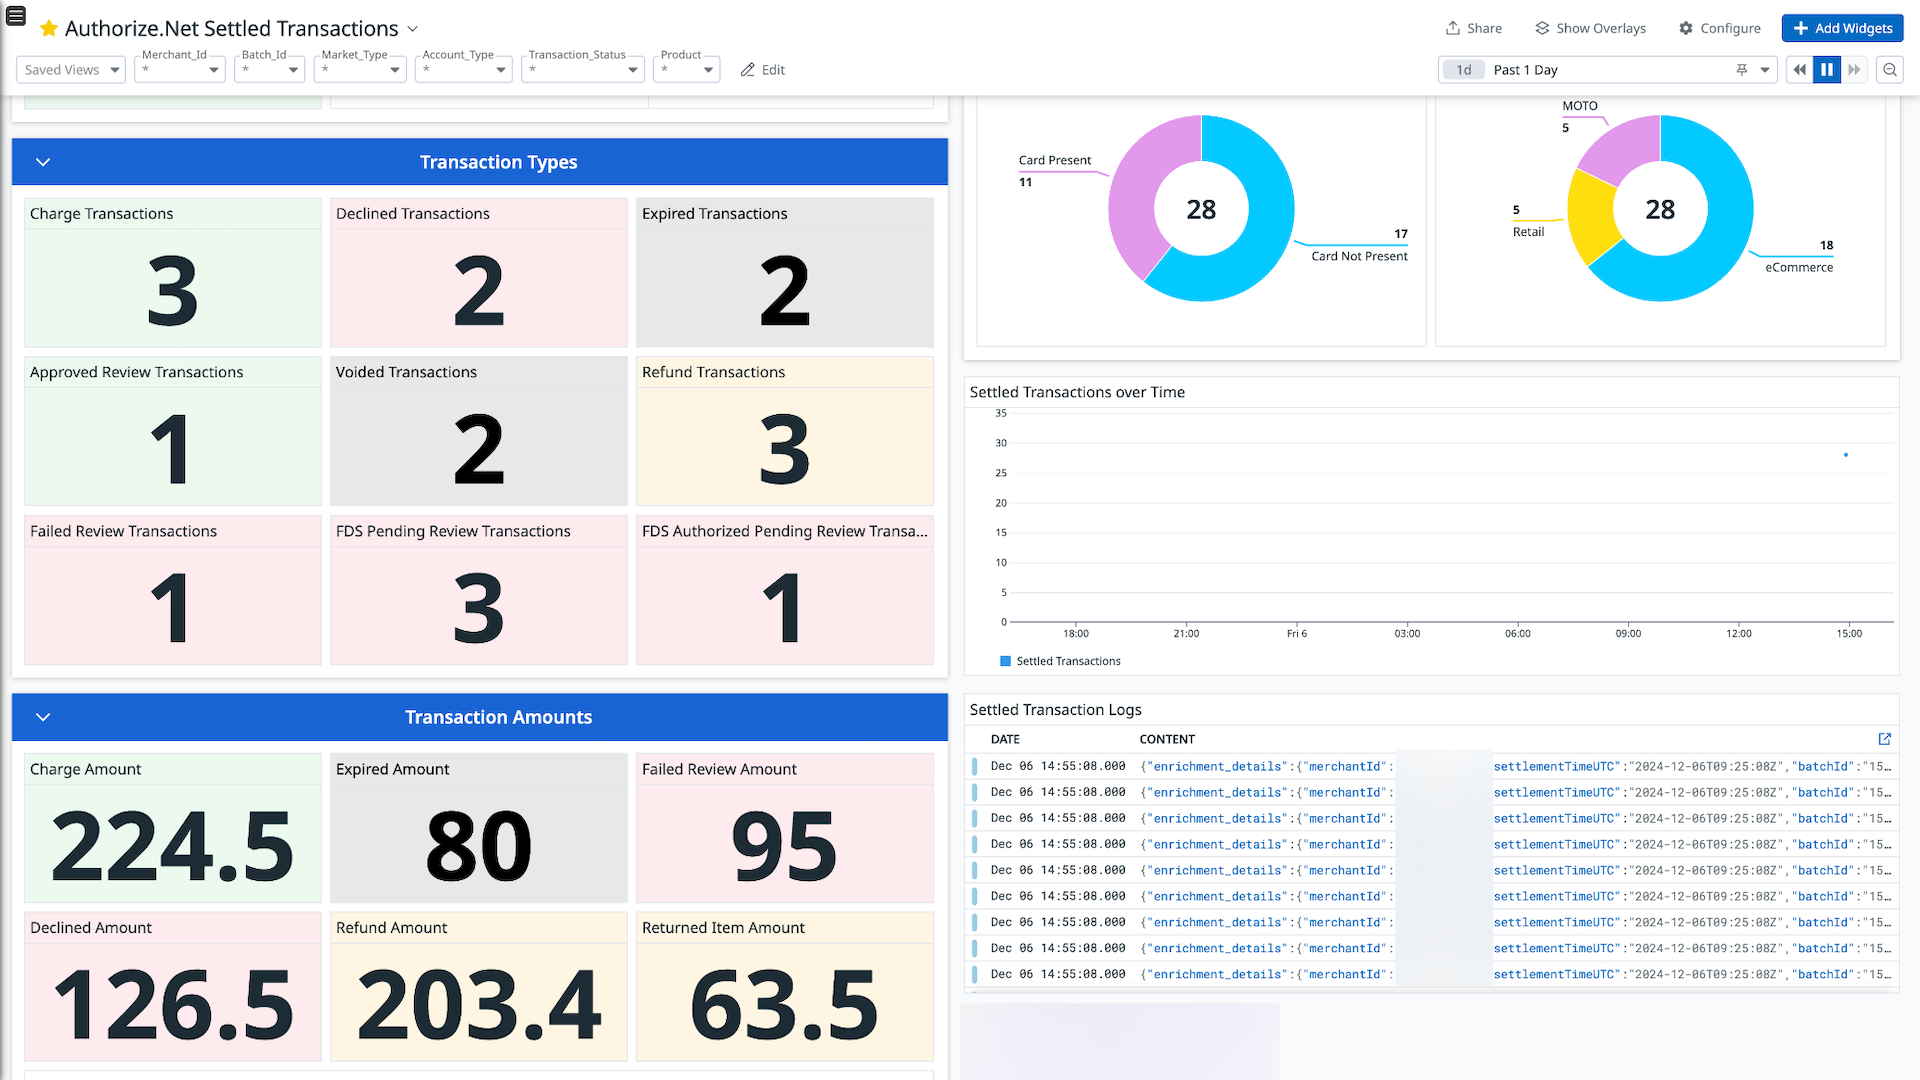 Authorize.Net Settled Transactions
Share
Show Overlays
Configure
Add Widgets
Saved Views
Merchant_Id
*
Batch_Id
*
Market_Type
*
Account_Type
*
Transaction_Status
*
Product
*
Edit
1d
Past 1 Day
Transaction Types
Charge Transactions
3
Declined Transactions
2
Expired Transactions
2
Approved Review Transactions
1
Voided Transactions
2
Refund Transactions
3
Failed Review Transactions
1
FDS Pending Review Transactions
3
FDS Authorized Pending Review Transa...
1
Transaction Amounts
Charge Amount
224.5
Expired Amount
80
Failed Review Amount
95
Declined Amount
126.5
Refund Amount
203.4
Returned Item Amount
63.5
Card Present
11
28
17
Card Not Present
MOTO
5
5
Retail
28
18
eCommerce
Settled Transactions over Time
35
30
25
20
15
10
5
0
18:00 21:00 Fri 6 03:00 06:00 09:00 12:00 15:00
Settled Transactions
Settled Transaction Logs
DATE CONTENT
Dec 06 14:55:08.000 {"enrichment_details":{"merchantId": settlementTimeUTC":"2024-12-06T09:25:08Z","batchId":"15…
Dec 06 14:55:08.000 {"enrichment_details":{"merchantId": settlementTimeUTC":"2024-12-06T09:25:08Z","batchId":"15…
Dec 06 14:55:08.000 {"enrichment_details":{"merchantId": settlementTimeUTC":"2024-12-06T09:25:08Z","batchId":"15…
Dec 06 14:55:08.000 {"enrichment_details":{"merchantId": settlementTimeUTC":"2024-12-06T09:25:08Z","batchId":"15…
Dec 06 14:55:08.000 {"enrichment_details":{"merchantId": settlementTimeUTC":"2024-12-06T09:25:08Z","batchId":"15…
Dec 06 14:55:08.000 {"enrichment_details":{"merchantId": settlementTimeUTC":"2024-12-06T09:25:08Z","batchId":"15…
Dec 06 14:55:08.000 {"enrichment_details":{"merchantId": settlementTimeUTC":"2024-12-06T09:25:08Z","batchId":"15…
Dec 06 14:55:08.000 {"enrichment_details":{"merchantId": settlementTimeUTC":"2024-12-06T09:25:08Z","batchId":"15…
Dec 06 14:55:08.000 {"enrichment_details":{"merchantId": settlementTimeUTC":"2024-12-06T09:25:08Z","batchId":"15…